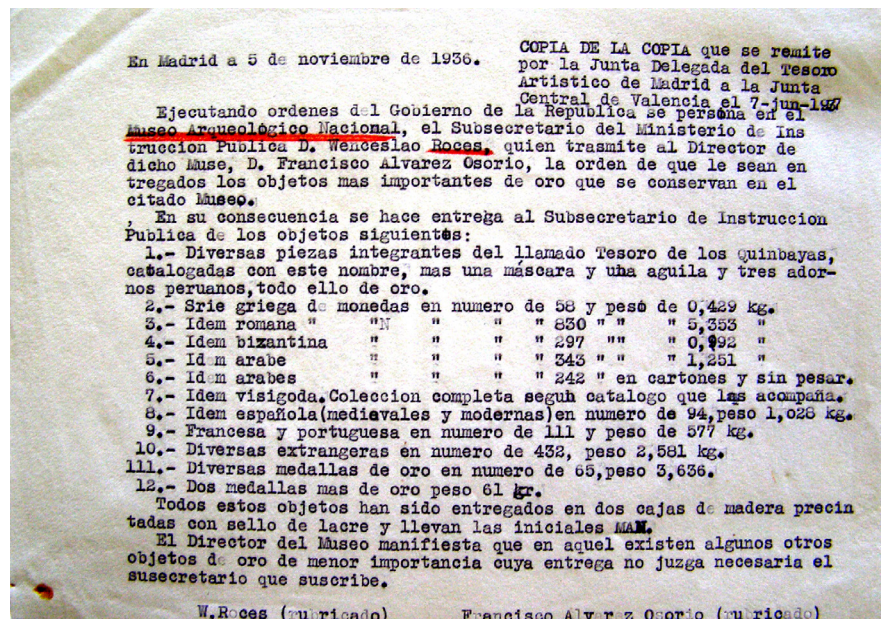 En Madrid a 5 de noviembre de 1936.
COPIA DE LA COPIA que se remite
por la Junta Delegada del Tesoro
Artistico de Madrid a la Junta
Central de Valencia el 7-jun-1937
Ejecutando ordenes del Gobierno de la Republica se persona en el
Museo Arqueológico Nacional, el Subsecretario del Ministerio de Ins
truccion Publica D. Wenceslao Roces, quien trasmite al Director de
dicho Muse, D. Francisco Alvarez Osorio, la orden de que le sean en
tregados los objetos mas importantes de oro que se conservan en el
citado Museo.
, En su consecuencia se hace entrega al Subsecretario de Instruccion
Publica de los objetos siguientes:
1.- Diversas piezas integrantes del llamado Tesoro de los quinbayas,
catalogadas con este nombre, mas una máscara y uha aguila y tres ador-
nos peruanos,todo ello de oro.
2.- Srie griega de monedas en numero de 58 y peso de 0,429 kg.
3.- Idem romana " "N " " " 830 " " " 5,353 "
4.- Idem bizantina " " " " 297 "" " 0,992 "
5.- Id m arabe " " " " 343 " " " 1,251 "
6.- Id m arabes " " " " 242 " en cartones y sin pesar.
7.- Idem visigoda.Coleccion completa seguh catalogo que las acompaña.
8.- Idem española(medievales y modernas)en numero de 94,peso 1,028 kg.
9.- Francesa y portuguesa en numero de 111 y peso de 577 kg.
10.- Diversas extrangeras en numero de 432, peso 2,581 kg.
111.- Diversas medallas de oro en numero de 65,peso 3,636.
12.- Dos medallas mas de oro peso 61 gr.
Todos estos objetos han sido entregados en dos cajas de madera precin
tadas con sello de lacre y llevan las iniciales MAN.
El Director del Museo manifiesta que en aquel existen algunos otros
objetos de oro de menor importancia cuya entrega no juzga necesaria el
susecretario que suscribe.
W.Roces (rubricado) Francisco Alvar z Osorio (rubricado)